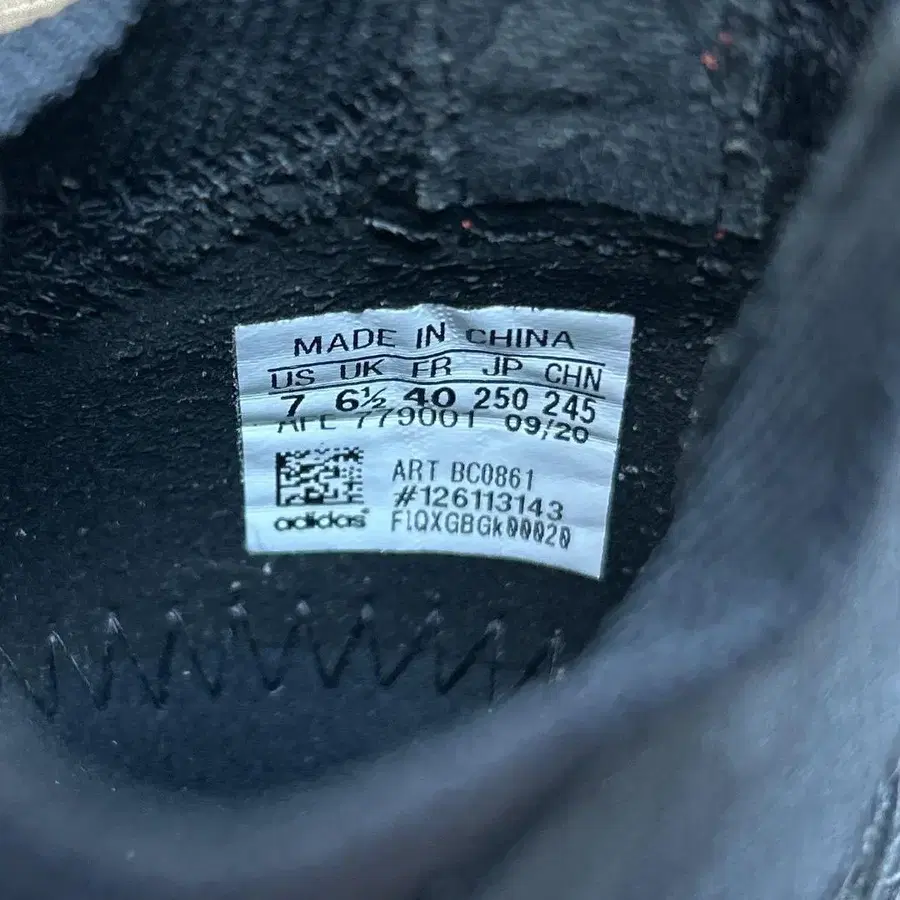 MADE IN CHINA
US UK FR JP CHN
7 6½ 40 250 245
APE 779001 09/20
ART BC0861
#126113143
adidas F1QXGBGk00020